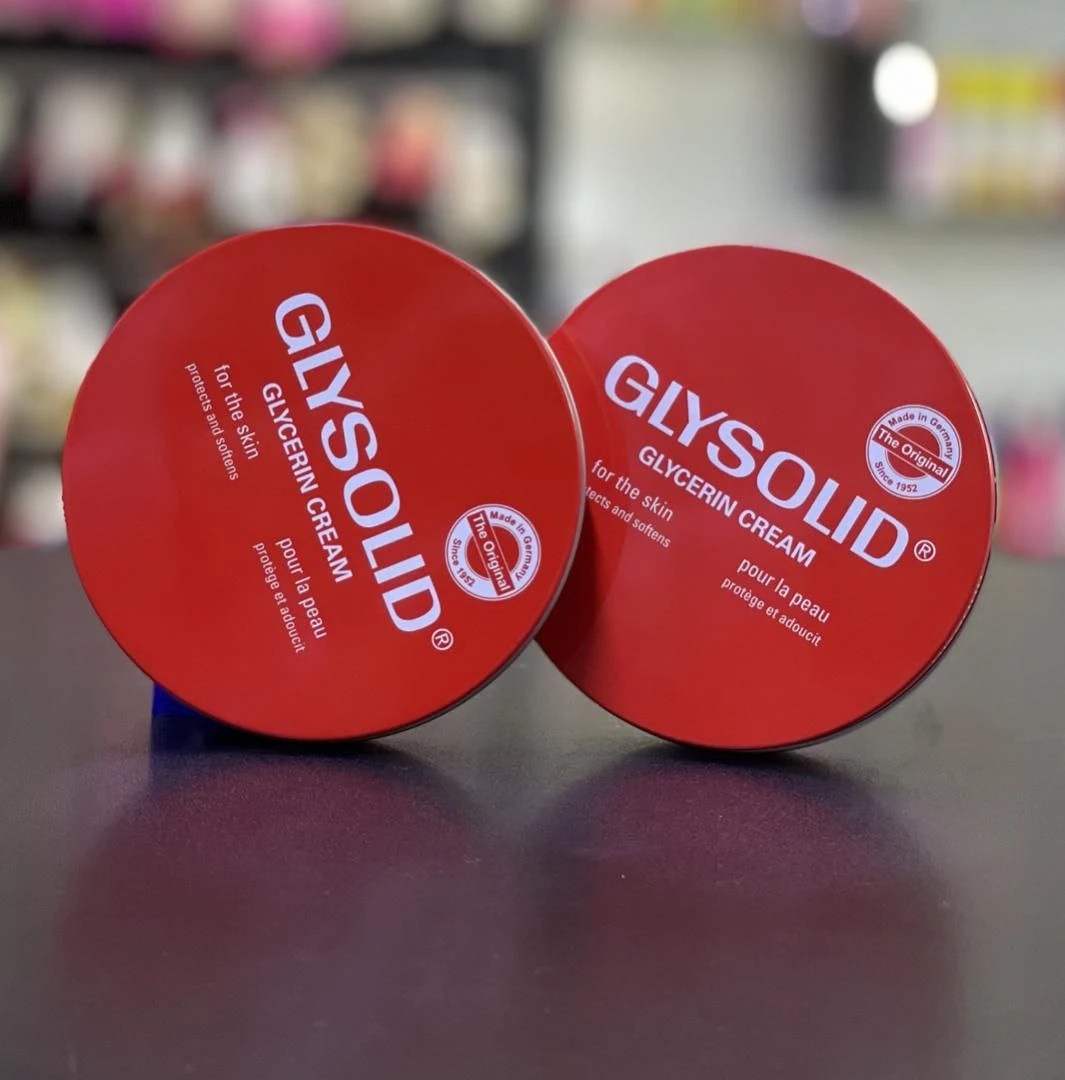 GLYSOLID®
GLYCERIN CREAM
for the skin
protects and softens
pour la peau
protège et adoucit
Made in Germany
The Original
Since 1952
GLYSOLID®
GLYCERIN CREAM
for the skin
and softens
pour la peau
protège et adoucit
Made in Germany
The Original
Since 1952